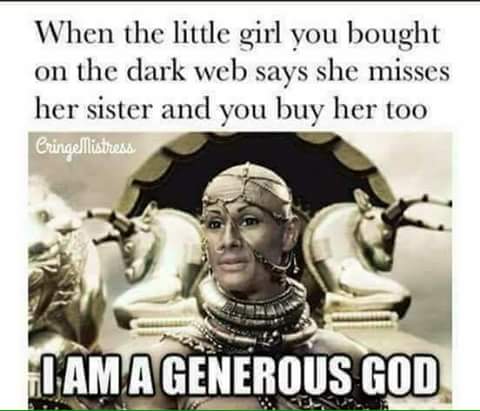 When the little girl you bought
on the dark web says she misses
her sister and you buy her too
CringeMistress
I AM A GENEROUS GOD